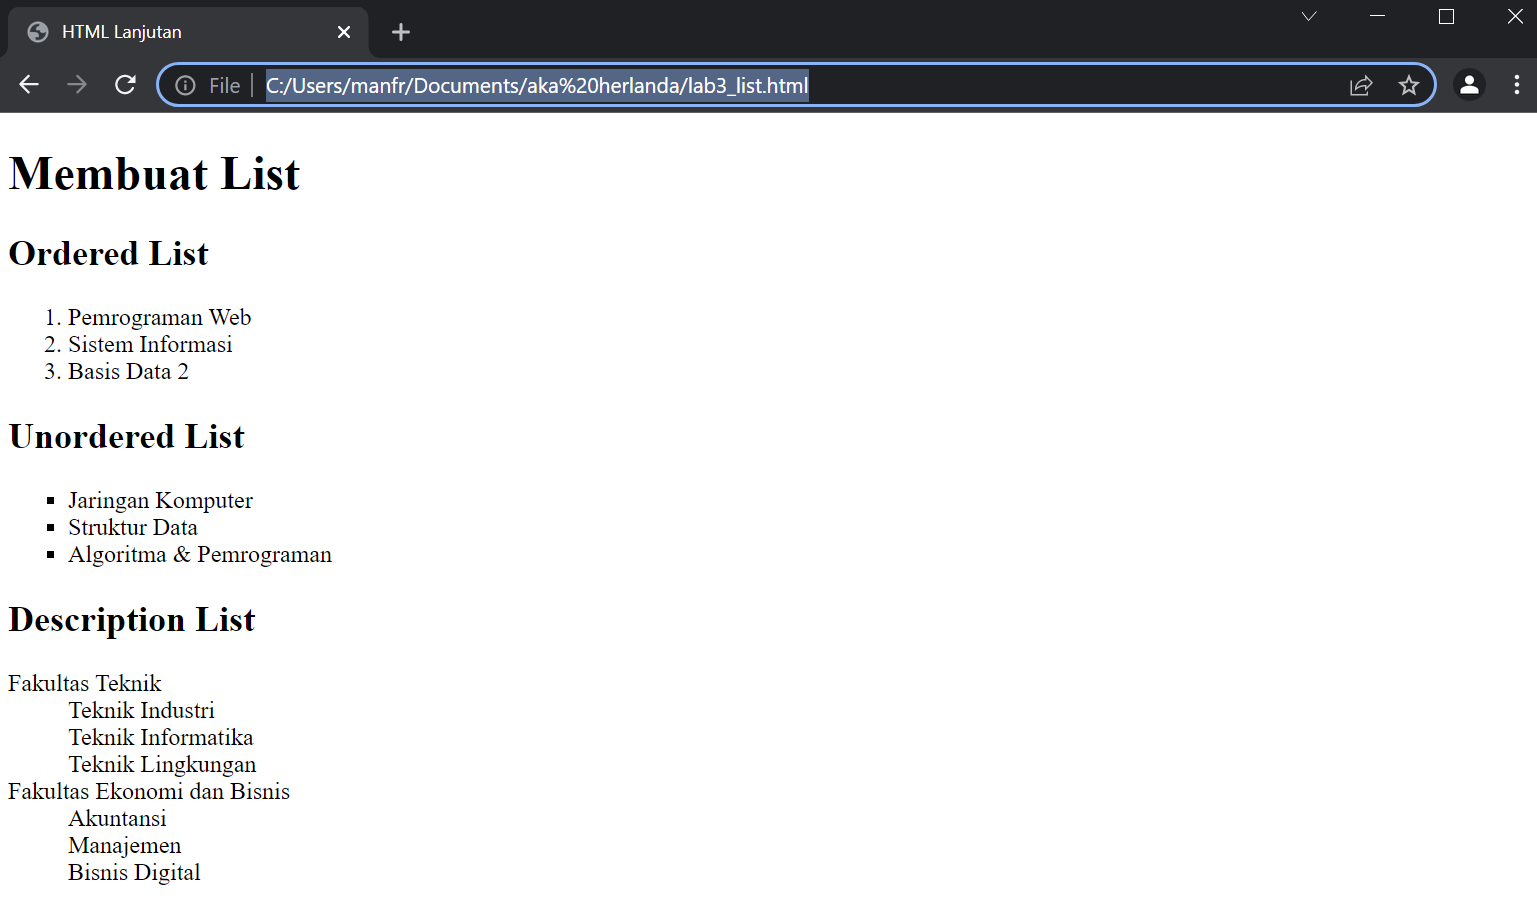 HTML Lanjutan
File C:/Users/manfr/Documents/aka%20herlanda/lab3_list.html
Membuat List
Ordered List
1. Pemrograman Web
2. Sistem Informasi
3. Basis Data 2
Unordered List
▪ Jaringan Komputer
▪ Struktur Data
▪ Algoritma & Pemrograman
Description List
Fakultas Teknik
Teknik Industri
Teknik Informatika
Teknik Lingkungan
Fakultas Ekonomi dan Bisnis
Akuntansi
Manajemen
Bisnis Digital